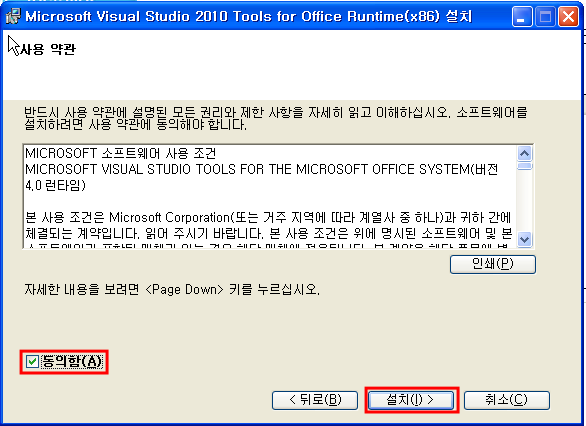 Microsoft Visual Studio 2010 Tools for Office Runtime(x86) 설치
사용 약관
반드시 사용 약관에 설명된 모든 권리와 제한 사항을 자세히 읽고 이해하십시오. 소프트웨어를
설치하려면 사용 약관에 동의해야 합니다.
MICROSOFT 소프트웨어 사용 조건
MICROSOFT VISUAL STUDIO TOOLS FOR THE MICROSOFT OFFICE SYSTEM(버전
4.0 런타임)
본 사용 조건은 Microsoft Corporation(또는 거주 지역에 따라 계열사 중 하나)과 귀하 간에
체결되는 계약입니다. 읽어 주시기 바랍니다. 본 사용 조건은 위에 명시된 소프트웨어 및 본
인쇄(P)
자세한 내용을 보려면 <Page Down> 키를 누르십시오.
동의함(A)
< 뒤로(B) 설치(I) > 취소(C)